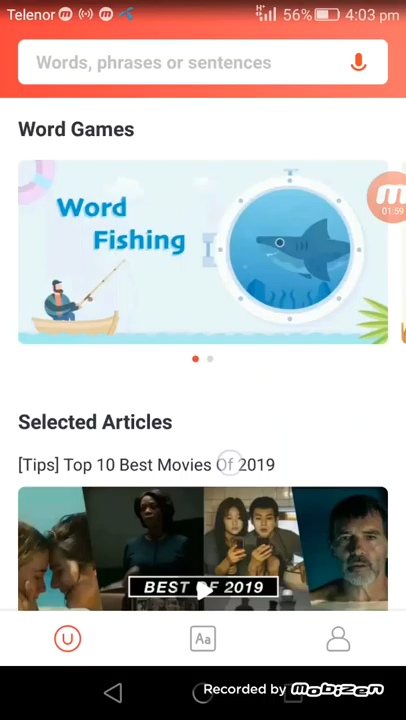 Telenor 56% 4:03 pm
Words, phrases or sentences
Word Games
Word
Fishing
01:59
Selected Articles
[Tips] Top 10 Best Movies Of 2019
BEST OF 2019
U Aa
Recorded by MOBIZEN